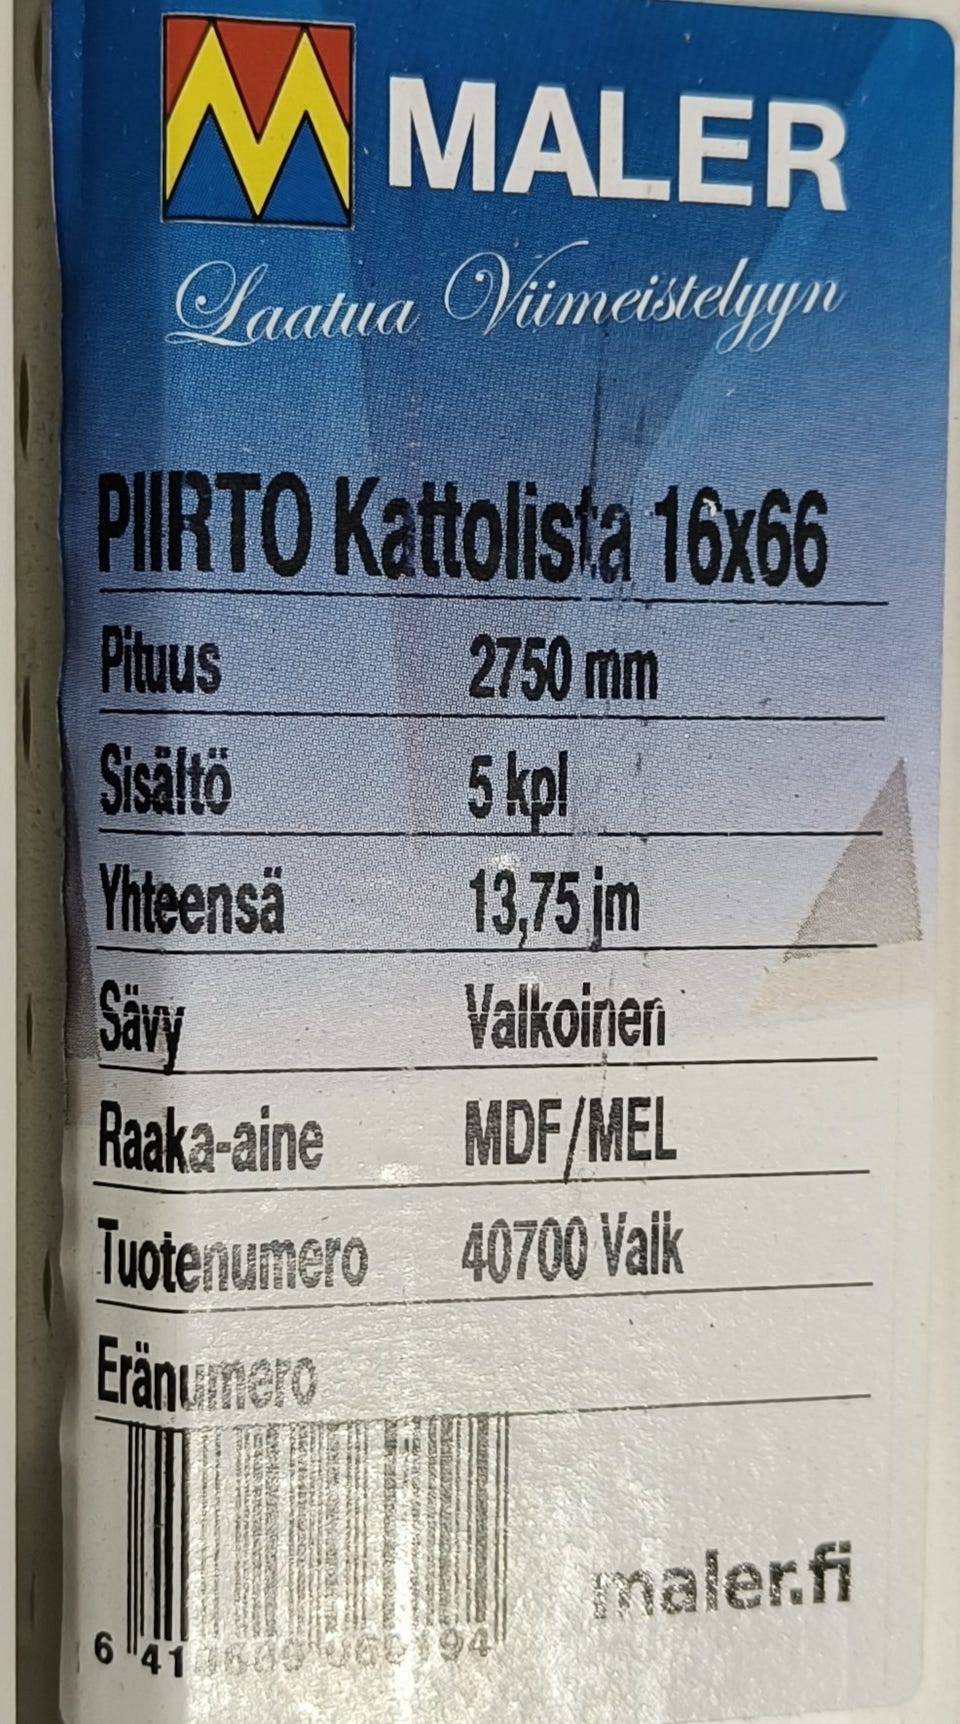 MALER
Laatua Viimeistelyyn
PIIRTO Kattolista 16x66
Pituus 2750 mm
Sisältö 5 kpl
Yhteensä 13,75 jm
Sävy Valkoinen
Raaka-aine MDF/MEL
Tuotenumero 40700 Valk
Eränumero
maler.fi